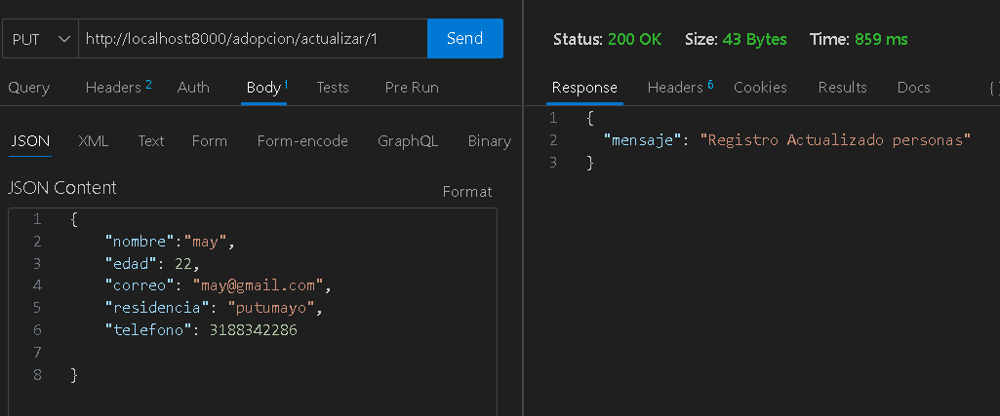 PUT http://localhost:8000/adopcion/actualizar/1 Send
Query Headers 2 Auth Body 1 Tests Pre Run
JSON XML Text Form Form-encode GraphQL Binary
JSON Content
Format
1 {
2 "nombre":"may",
3 "edad": 22,
4 "correo": "may@gmail.com",
5 "residencia": "putumayo",
6 "telefono": 3188342286
7
8 }
Status: 200 OK Size: 43 Bytes Time: 859 ms
Response Headers 6 Cookies Results Docs {
1 {
2 "mensaje": "Registro Actualizado personas"
3 }